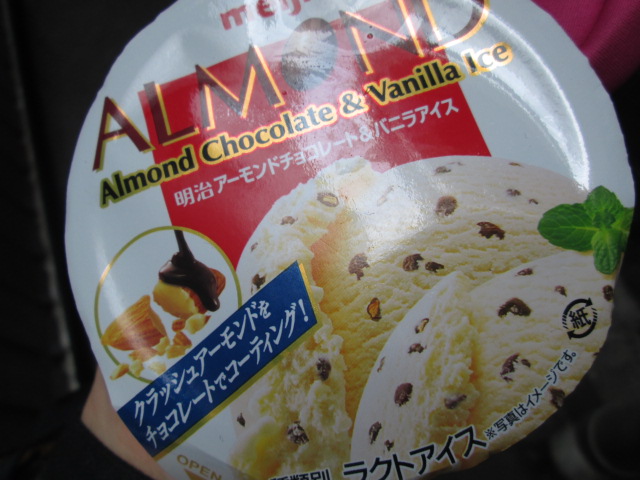 meiji
ALMOND
Almond Chocolate & Vanilla Ice
明治 アーモンドチョコレート&バニラアイス
クラッシュアーモンドを
チョコレートでコーティング!
紙
※写真はイメージです。
ラクトアイス
OPEN